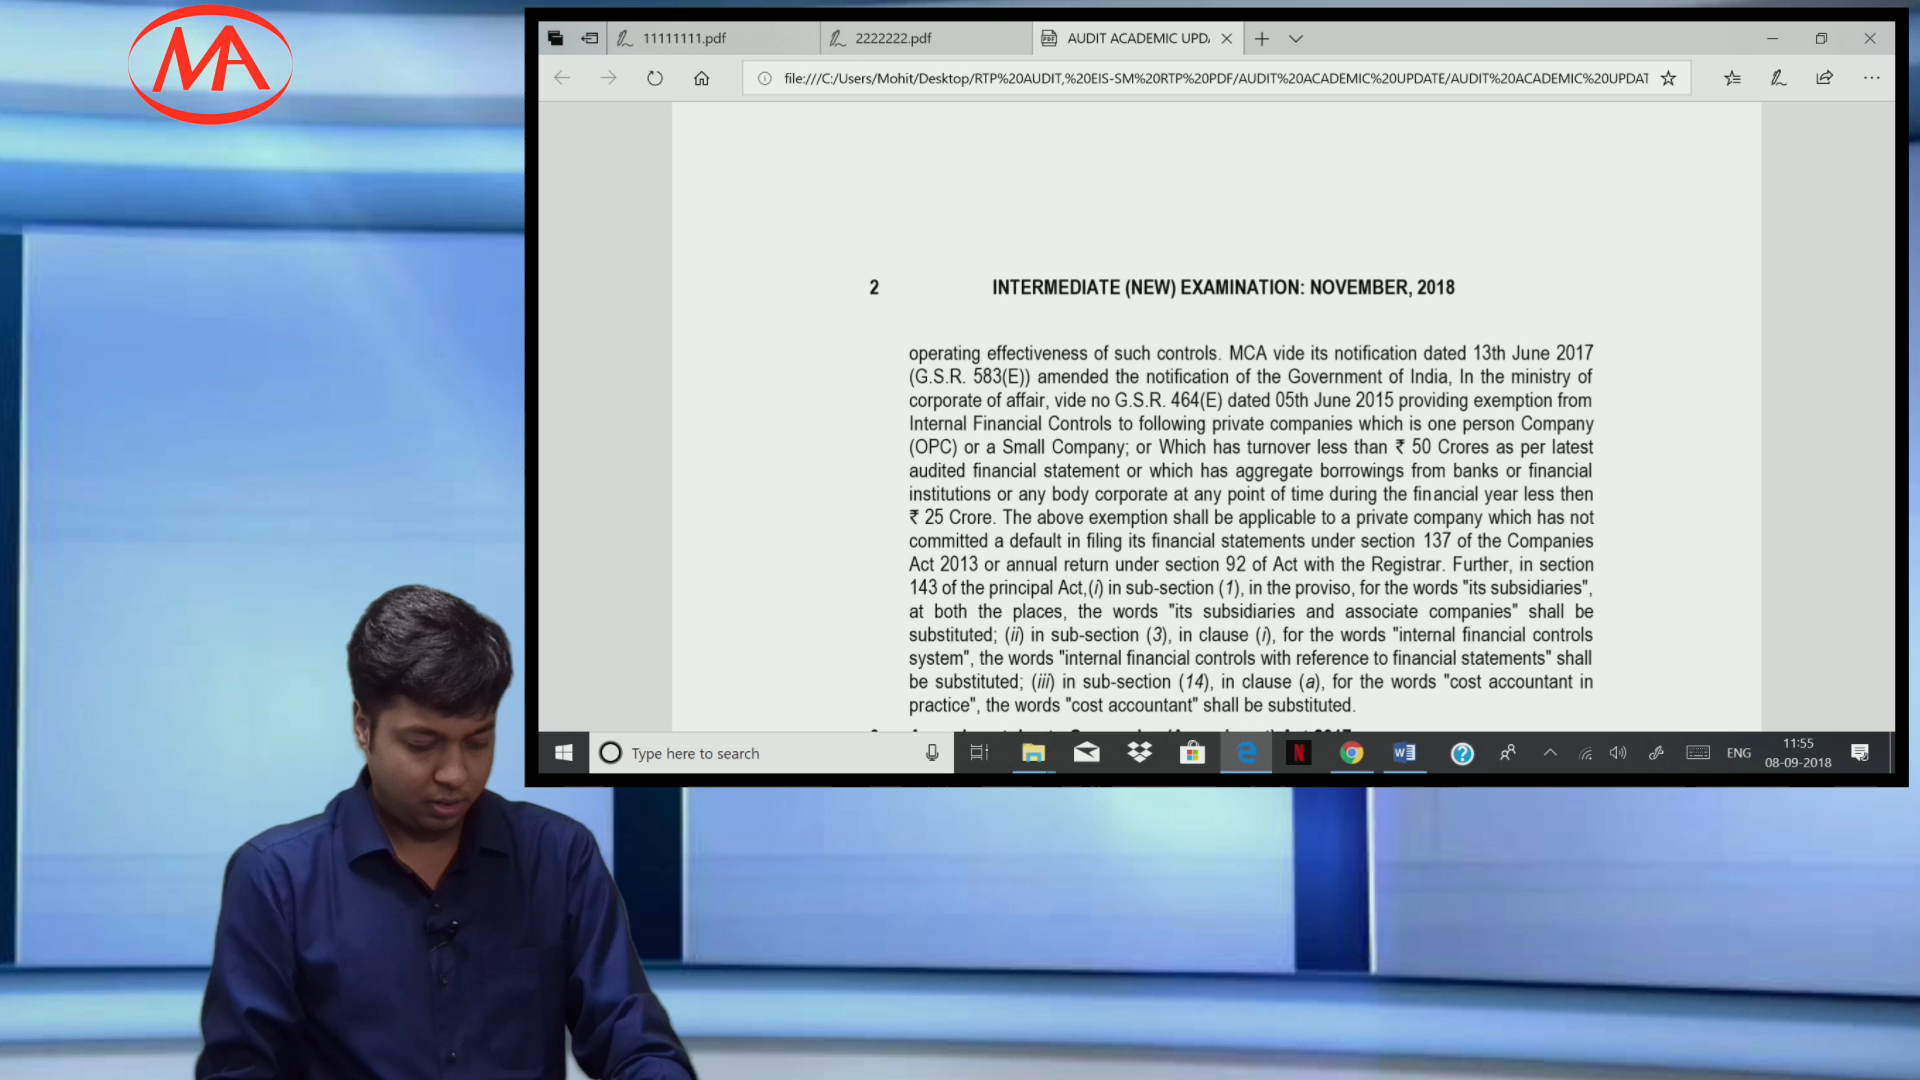 MA
11111111.pdf
2222222.pdf
AUDIT ACADEMIC UPD
file:///C:/Users/Mohit/Desktop/RTP%20AUDIT,%20EIS-SM%20RTP%20PDF/AUDIT%20ACADEMIC%20UPDATE/AUDIT%20ACADEMIC%20UPDAT
2 INTERMEDIATE (NEW) EXAMINATION: NOVEMBER, 2018
operating effectiveness of such controls. MCA vide its notification dated 13th June 2017
(G.S.R. 583(E)) amended the notification of the Government of India, In the ministry of
corporate of affair, vide no G.S.R. 464(E) dated 05th June 2015 providing exemption from
Internal Financial Controls to following private companies which is one person Company
(OPC) or a Small Company; or Which has turnover less than ₹ 50 Crores as per latest
audited financial statement or which has aggregate borrowings from banks or financial
institutions or any body corporate at any point of time during the financial year less then
₹ 25 Crore. The above exemption shall be applicable to a private company which has not
committed a default in filing its financial statements under section 137 of the Companies
Act 2013 or annual return under section 92 of Act with the Registrar. Further, in section
143 of the principal Act,(i) in sub-section (1), in the proviso, for the words "its subsidiaries",
at both the places, the words "its subsidiaries and associate companies" shall be
substituted; (ii) in sub-section (3), in clause (i), for the words "internal financial controls
system", the words "internal financial controls with reference to financial statements" shall
be substituted; (iii) in sub-section (14), in clause (a), for the words "cost accountant in
practice", the words "cost accountant" shall be substituted.
Type here to search
ENG
11:55
08-09-2018